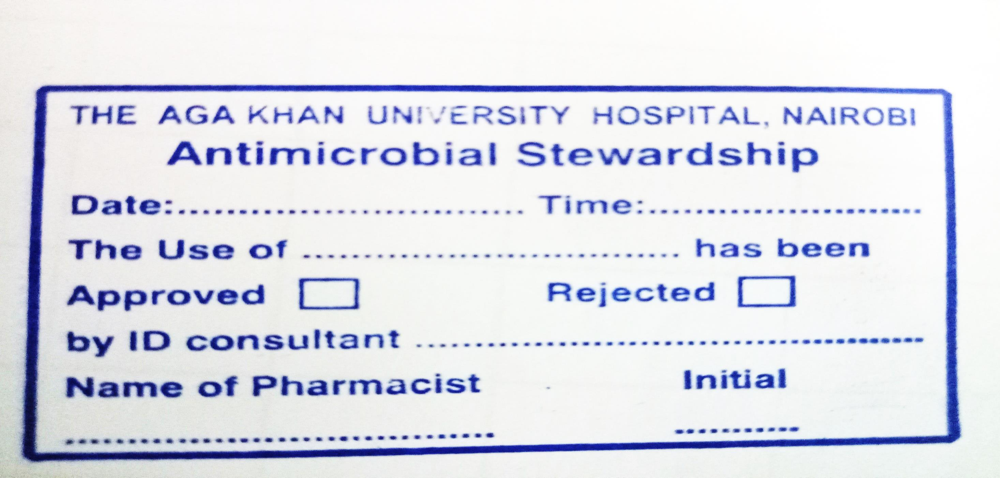 THE AGA KHAN UNIVERSITY HOSPITAL, NAIROBI
Antimicrobial Stewardship
Date:............................ Time:......................
The Use of ............................... has been
Approved Rejected
by ID consultant .........................................
Name of Pharmacist Initial
................................... ...........